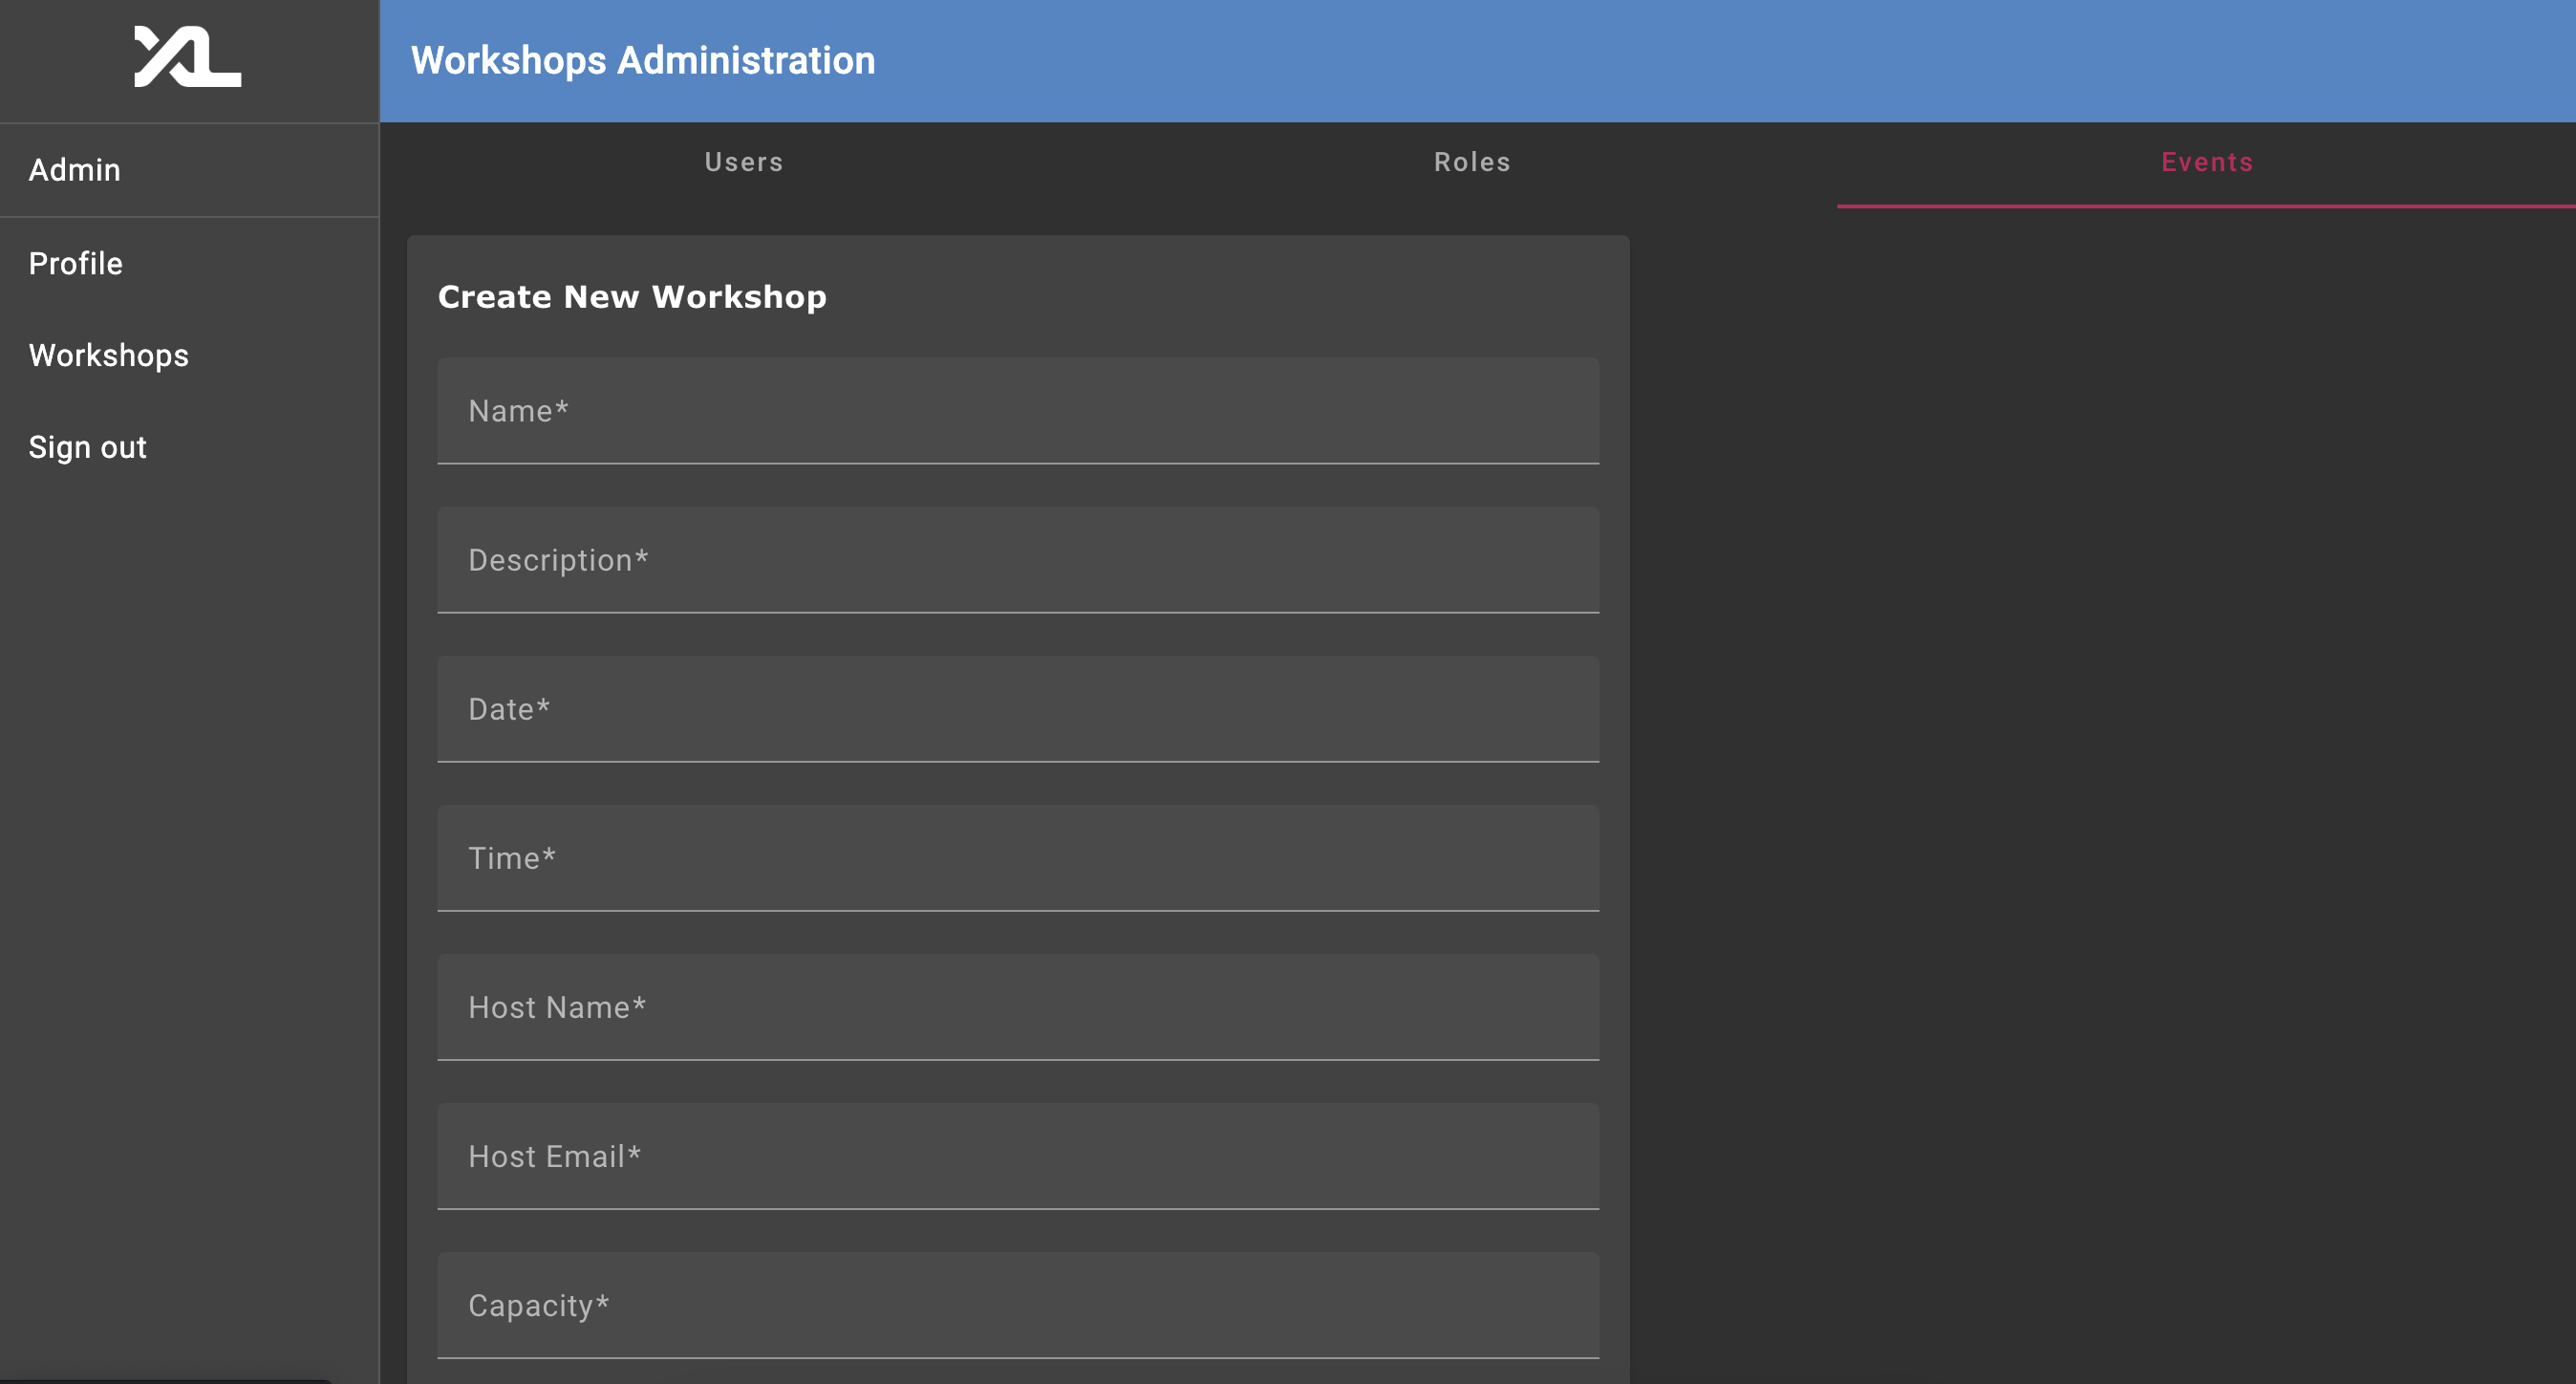 XL
Workshops Administration
Admin
Profile
Workshops
Sign out
Users
Roles
Events
Create New Workshop
Name*
Description*
Date*
Time*
Host Name*
Host Email*
Capacity*